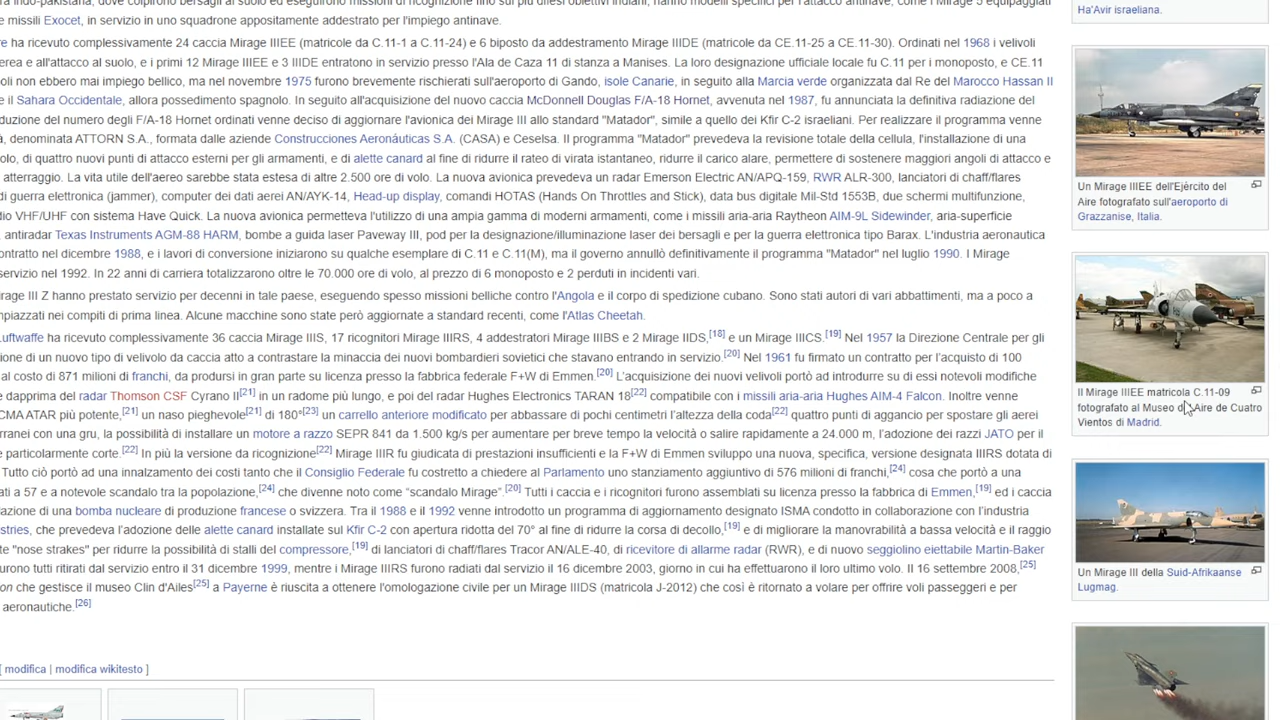 ra indo-pakistana, dove colpirono bersagli al suolo ed eseguirono missioni di ricognizione fino sui più difesi obiettivi indiani, hanno modelli specifici per l'attacco antinave, come i Mirage 5 equipaggiati
e missili Exocet, in servizio in uno squadrone appositamente addestrato per l'impiego antinave.
re ha ricevuto complessivamente 24 caccia Mirage IIIEE (matricole da C.11-1 a C.11-24) e 6 biposto da addestramento Mirage IIIDE (matricole da CE.11-25 a CE.11-30). Ordinati nel 1968 i velivoli
erea e all'attacco al suolo, e i primi 12 Mirage IIIEE e 3 IIIDE entratono in servizio presso l'Ala de Caza 11 di stanza a Manises. La loro designazione ufficiale locale fu C.11 per i monoposto, e CE.11
oli non ebbero mai impiego bellico, ma nel novembre 1975 furono brevemente rischierati sull'aeroporto di Gando, isole Canarie, in seguito alla Marcia verde organizzata dal Re del Marocco Hassan II
e il Sahara Occidentale, allora possedimento spagnolo. In seguito all'acquisizione del nuovo caccia McDonnell Douglas F/A-18 Hornet, avvenuta nel 1987, fu annunciata la definitiva radiazione del
duzione del numero degli F/A-18 Hornet ordinati venne deciso di aggiornare l'avionica dei Mirage III allo standard "Matador", simile a quello dei Kfir C-2 israeliani. Per realizzare il programma venne
à, denominata ATTORN S.A., formata dalle aziende Construcciones Aeronáuticas S.A. (CASA) e Ceselsa. Il programma "Matador" prevedeva la revisione totale della cellula, l'installazione di una
olo, di quattro nuovi punti di attacco esterni per gli armamenti, e di alette canard al fine di ridurre il rateo di virata istantaneo, ridurre il carico alare, permettere di sostenere maggiori angoli di attacco e
atterraggio. La vita utile dell'aereo sarebbe stata estesa di altre 2.500 ore di volo. La nuova avionica prevedeva un radar Emerson Electric AN/APQ-159, RWR ALR-300, lanciatori di chaff/flares
di guerra elettronica (jammer), computer dei dati aerei AN/AYK-14, Head-up display, comandi HOTAS (Hands On Throttles and Stick), data bus digitale Mil-Std 1553B, due schermi multifunzione,
dio VHF/UHF con sistema Have Quick. La nuova avionica permetteva l'utilizzo di una ampia gamma di moderni armamenti, come i missili aria-aria Raytheon AIM-9L Sidewinder, aria-superficie
antiradar Texas Instruments AGM-88 HARM, bombe a guida laser Paveway III, pod per la designazione/illuminazione laser dei bersagli e per la guerra elettronica tipo Barax. L'industria aeronautica
ontratto nel dicembre 1988, e i lavori di conversione iniziarono su qualche esemplare di C.11 e C.11(M), ma il governo annullò definitivamente il programma "Matador" nel luglio 1990. I Mirage
servizio nel 1992. In 22 anni di carriera totalizzarono oltre le 70.000 ore di volo, al prezzo di 6 monoposto e 2 perduti in incidenti vari.
irage III Z hanno prestato servizio per decenni in tale paese, eseguendo spesso missioni belliche contro l'Angola e il corpo di spedizione cubano. Sono stati autori di vari abbattimenti, ma a poco a
mpiazzati nei compiti di prima linea. Alcune macchine sono state però aggiornate a standard recenti, come l'Atlas Cheetah.
Luftwaffe ha ricevuto complessivamente 36 caccia Mirage IIIS, 17 ricognitori Mirage IIIRS, 4 addestratori Mirage IIIBS e 2 Mirage IIDS,[18] e un Mirage IIICS.[19] Nel 1957 la Direzione Centrale per gli
ione di un nuovo tipo di velivolo da caccia atto a contrastare la minaccia dei nuovi bombardieri sovietici che stavano entrando in servizio.[20] Nel 1961 fu firmato un contratto per l'acquisto di 100
al costo di 871 milioni di franchi, da prodursi in gran parte su licenza presso la fabbrica federale F+W di Emmen.[20] L'acquisizione dei nuovi velivoli portò ad introdurre su di essi notevoli modifiche
e dapprima del radar Thomson CSF Cyrano II[21] in un radome più lungo, e poi del radar Hughes Electronics TARAN 18[22] compatibile con i missili aria-aria Hughes AIM-4 Falcon. Inoltre venne
CMA ATAR più potente,[21] un naso pieghevole[21] di 180°[23] un carrello anteriore modificato per abbassare di pochi centimetri l'altezza della coda[22] quattro punti di aggancio per spostare gli aerei
rranei con una gru, la possibilità di installare un motore a razzo SEPR 841 da 1.500 kg/s per aumentare per breve tempo la velocità o salire rapidamente a 24.000 m, l'adozione dei razzi JATO per il
e particolarmente corte.[22] In più la versione da ricognizione[22] Mirage IIIR fu giudicata di prestazioni insufficienti e la F+W di Emmen sviluppo una nuova, specifica, versione designata IIIRS dotata di
Tutto ciò portò ad una innalzamento dei costi tanto che il Consiglio Federale fu costretto a chiedere al Parlamento uno stanziamento aggiuntivo di 576 milioni di franchi,[24] cosa che portò a una
ati a 57 e a notevole scandalo tra la popolazione,[24] che divenne noto come "scandalo Mirage".[20] Tutti i caccia e i ricognitori furono assemblati su licenza presso la fabbrica di Emmen,[19] ed i caccia
lazione di una bomba nucleare di produzione francese o svizzera. Tra il 1988 e il 1992 venne introdotto un programma di aggiornamento designato ISMA condotto in collaborazione con l'industria
stries, che prevedeva l'adozione delle alette canard installate sul Kfir C-2 con apertura ridotta del 70° al fine di ridurre la corsa di decollo,[19] e di migliorare la manovrabilità a bassa velocità e il raggio
te "nose strakes" per ridurre la possibilità di stalli del compressore,[19] di lanciatori di chaff/flares Tracor AN/ALE-40, di ricevitore di allarme radar (RWR), e di nuovo seggiolino eiettabile Martin-Baker
urono tutti ritirati dal servizio entro il 31 dicembre 1999, mentre i Mirage IIIRS furono radiati dal servizio il 16 dicembre 2003, giorno in cui ha effettuarono il loro ultimo volo. Il 16 settembre 2008,[25]
on che gestisce il museo Clin d'Ailes[25] a Payerne è riuscita a ottenere l'omologazione civile per un Mirage IIIDS (matricola J-2012) che così è ritornato a volare per offrire voli passeggeri e per
aeronautiche.[26]
[ modifica | modifica wikitesto ]
Ha'Avir israeliana.
Un Mirage IIIEE dell'Ejército del
Aire fotografato sull'aeroporto di
Grazzanise, Italia.
Il Mirage IIIEE matricola C.11-09
fotografato al Museo del Aire de Cuatro
Vientos di Madrid.
Un Mirage III della Suid-Afrikaanse
Lugmag.